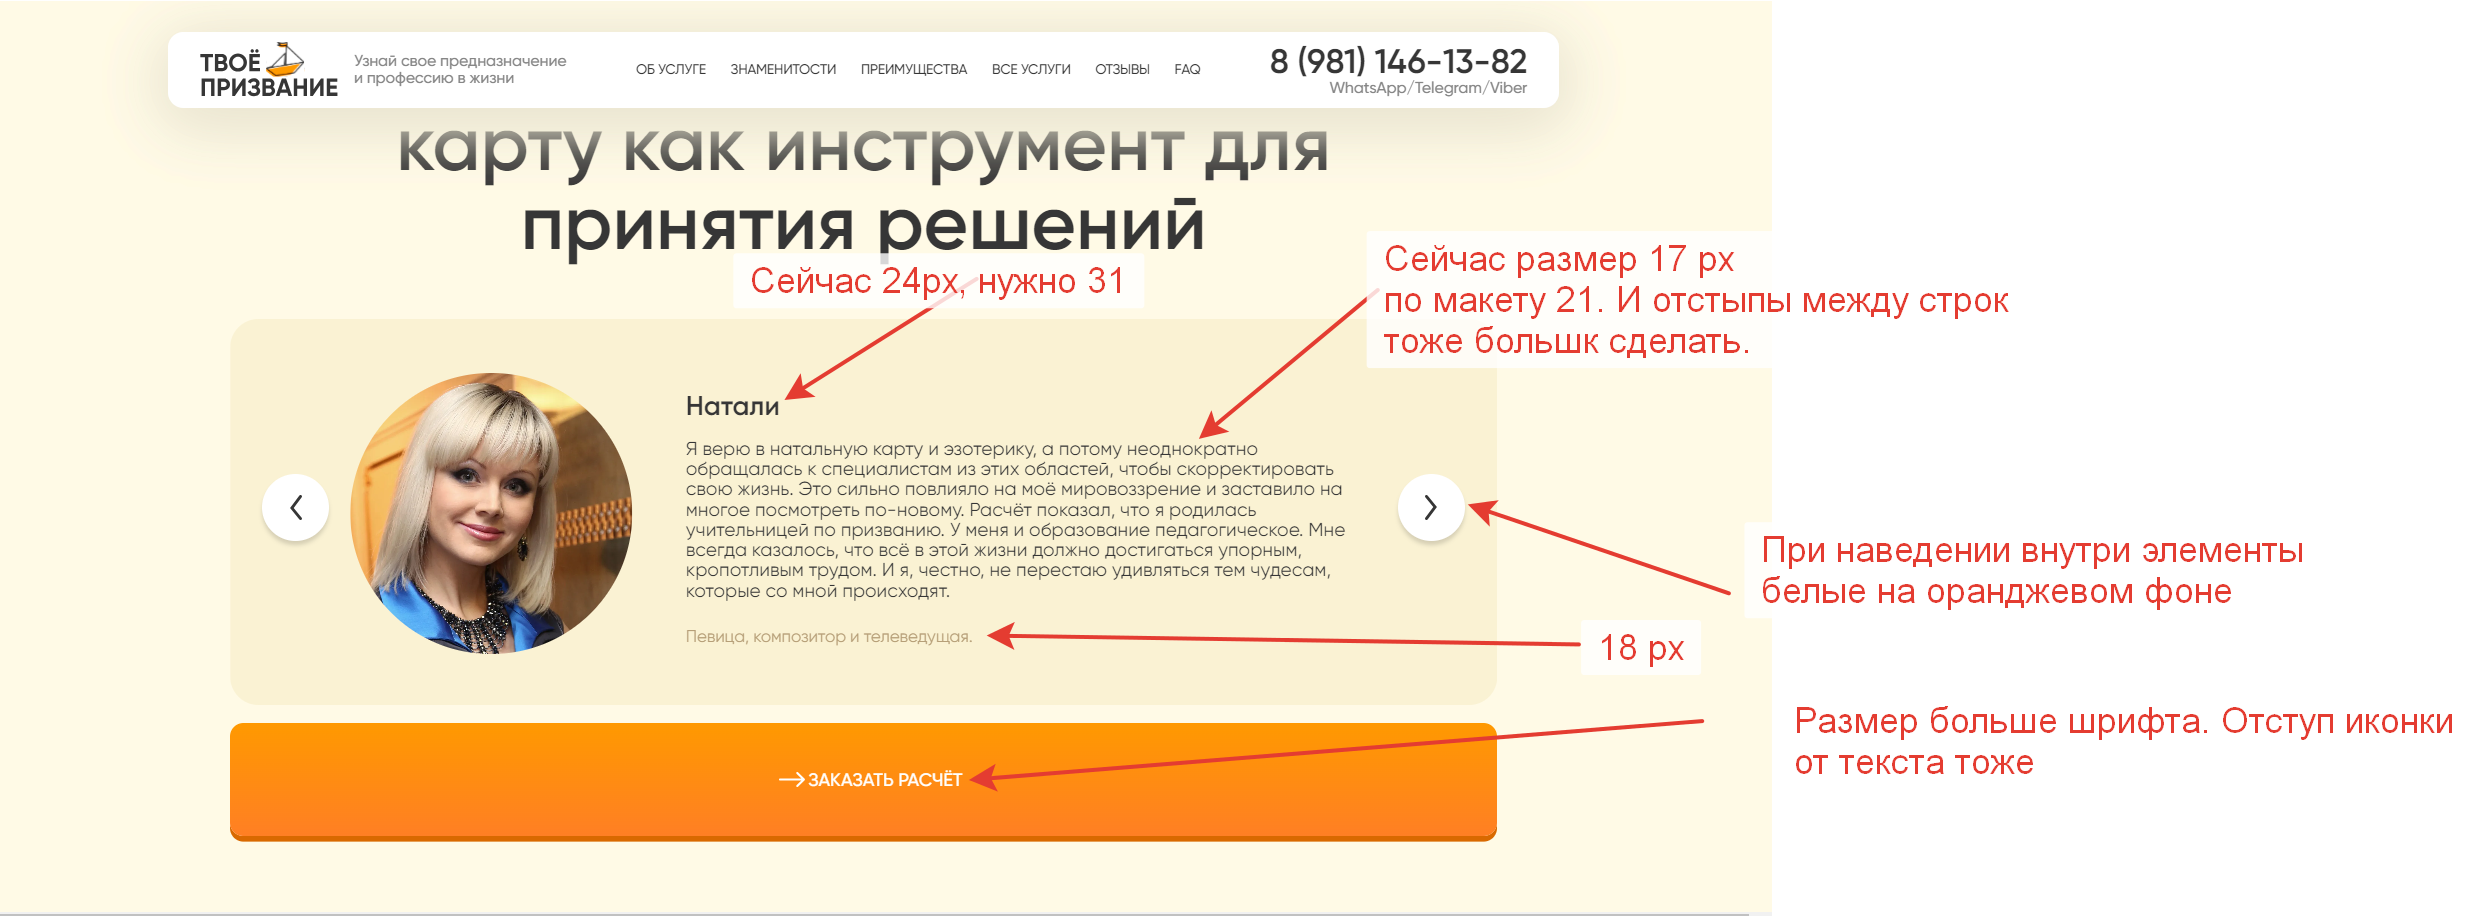 ТВОЁ
ПРИЗВАНИЕ
Узнай свое предназначение
и профессию в жизни
ОБ УСЛУГЕ
ЗНАМЕНИТОСТИ
ПРЕИМУЩЕСТВА
ВСЕ УСЛУГИ
ОТЗЫВЫ
FAQ
8 (981) 146-13-82
WhatsApp/Telegram/Viber
карту как инструмент для
принятия решений
Сейчас 24px, нужно 31
Сейчас размер 17 px
по макету 21. И отстыпы между строк
тоже большк сделать.
Натали
Я верю в натальную карту и эзотерику, а потому неоднократно
обращалась к специалистам из этих областей, чтобы скорректировать
свою жизнь. Это сильно повлияло на моё мировоззрение и заставило на
многое посмотреть по-новому. Расчёт показал, что я родилась
учительницей по призванию. У меня и образование педагогическое. Мне
всегда казалось, что всё в этой жизни должно достигаться упорным,
кропотливым трудом. И я, честно, не перестаю удивляться тем чудесам,
которые со мной происходят.
При наведении внутри элементы
белые на оранджевом фоне
Певица, композитор и телеведущая.
18 px
Размер больше шрифта. Отступ иконки
от текста тоже
ЗАКАЗАТЬ РАСЧЁТ